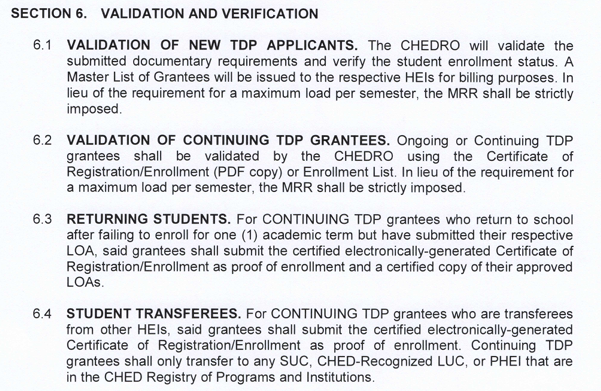 SECTION 6. VALIDATION AND VERIFICATION
6.1 VALIDATION OF NEW TDP APPLICANTS. The CHEDRO will validate the
submitted documentary requirements and verify the student enrollment status. A
Master List of Grantees will be issued to the respective HEIs for billing purposes. In
lieu of the requirement for a maximum load per semester, the MRR shall be strictly
imposed.
6.2 VALIDATION OF CONTINUING TDP GRANTEES. Ongoing or Continuing TDP
grantees shall be validated by the CHEDRO using the Certificate of
Registration/Enrollment (PDF copy) or Enrollment List. In lieu of the requirement for
a maximum load per semester, the MRR shall be strictly imposed.
6.3 RETURNING STUDENTS. For CONTINUING TDP grantees who return to school
after failing to enroll for one (1) academic term but have submitted their respective
LOA, said grantees shall submit the certified electronically-generated Certificate of
Registration/Enrollment as proof of enrollment and a certified copy of their approved
LOAs.
6.4 STUDENT TRANSFEREES. For CONTINUING TDP grantees who are transferees
from other HEIs, said grantees shall submit the certified electronically-generated
Certificate of Registration/Enrollment as proof of enrollment. Continuing TDP
grantees shall only transfer to any SUC, CHED-Recognized LUC, or PHEI that are
in the CHED Registry of Programs and Institutions.